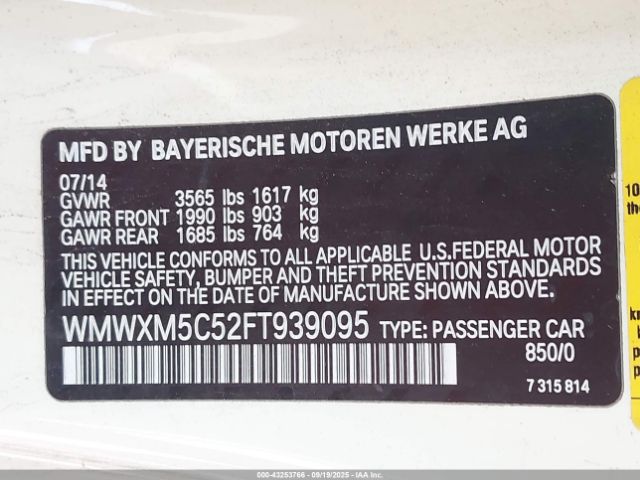 MFD BY BAYERISCHE MOTOREN WERKE AG
07/14
GVWR 3565 lbs 1617 kg
GAWR FRONT 1990 lbs 903 kg
GAWR REAR 1685 lbs 764 kg
THIS VEHICLE CONFORMS TO ALL APPLICABLE U.S.FEDERAL MOTOR
VEHICLE SAFETY, BUMPER AND THEFT PREVENTION STANDARDS
IN EFFECT ON THE DATE OF MANUFACTURE SHOWN ABOVE.
WMWXM5C52FT939095 TYPE: PASSENGER CAR
850/0
7 315 814
10
the
km
000-43253766 - 09/19/2025 - IAA Inc.